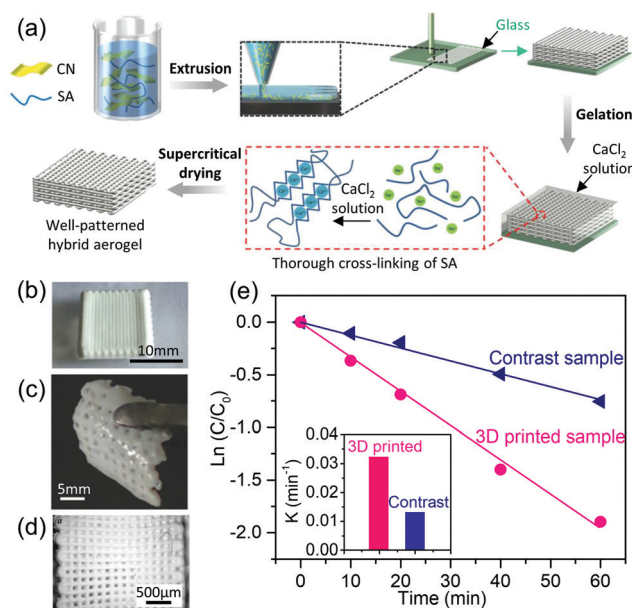 (a)
CN
SA
Extrusion
Glass
Gelation
CaCl2
solution
Supercritical
drying
CaCl2
solution
Well-patterned
hybrid aerogel
Thorough cross-linking of SA
(b)
10mm
(c)
5mm
(d)
a
500μm
(e)
Ln (C/C0)
0.0
-0.5
-1.0
-1.5
-2.0
Contrast sample
3D printed sample
K (min-1)
0.04
0.03
0.02
0.01
0.00
3D printed
Contrast
0 10 20 30 40 50 60
Time (min)